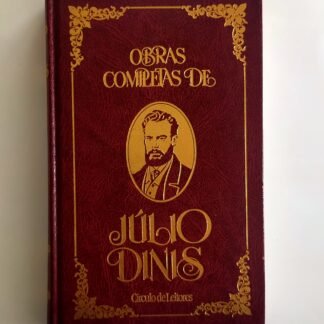 OBRAS
COMPLETAS DE
JÚLIO
DINIS
Círculo de Leitores